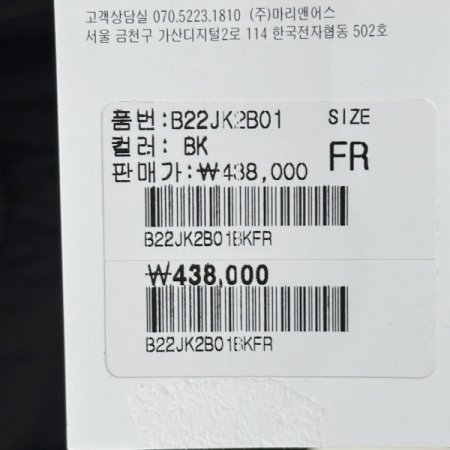 고객상담실 070.5223.1810 (주)마리앤어스
서울 금천구 가산디지털2로 114 한국전자협동 502호
품번:B22JK2B01 SIZE
컬러: BK FR
판매가:₩438,000
B22JK2B01BKFR
₩438,000
B22JK2B01BKFR